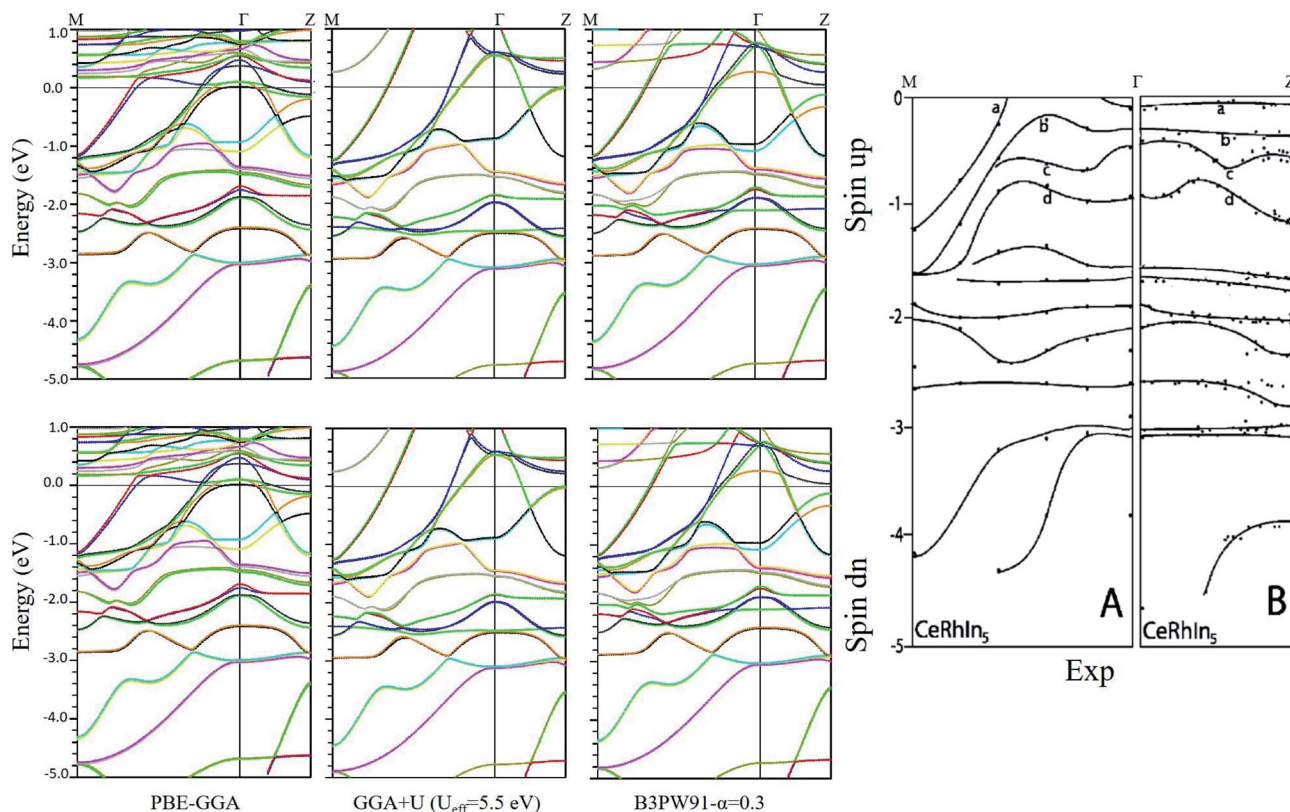 M Γ Z M Γ Z M Γ Z
1.0
0.0
-1.0
-2.0
-3.0
-4.0
-5.0
Energy (eV)
Spin up
1.0
0.0
-1.0
-2.0
-3.0
-4.0
-5.0
Energy (eV)
Spin dn
PBE-GGA GGA+U (Ueff=5.5 eV) B3PW91-α=0.3
M Γ Z
0
-1
-2
-3
-4
-5
a
b
c
d
a
b
c
d
A B
CeRhIn5 CeRhIn5
Exp